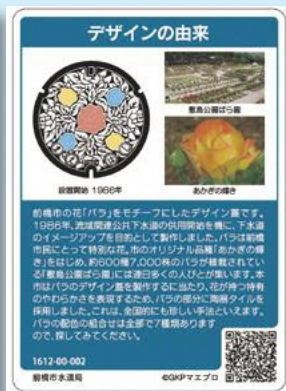 デザインの由来
設置開始 1986年
敷島公園ばら園
あかぎの輝き
前橋市の花「バラ」をモチーフにしたデザイン蓋です。
1986年、流域関連公共下水道の供用開始を機に、下水道
のイメージアップを目的として製作しました。バラは前橋
市民にとって特別な花。市のオリジナル品種「あかぎの輝
き」をはじめ、約600種7,000株のバラが植栽されてい
る「敷島公園ばら園」には連日多くの人びとが集います。本
市はバラのデザイン蓋を製作するに当たり、花が持つ特有
のやわらかさを表現するため、バラの部分に陶器タイルを
採用しました。これは、全国的にも珍しい手法といえます。
バラの配色の組合せは全部で7種類あります
ので、探してみてください。
1612-00-002
前橋市水道局
©GKPマエプロ